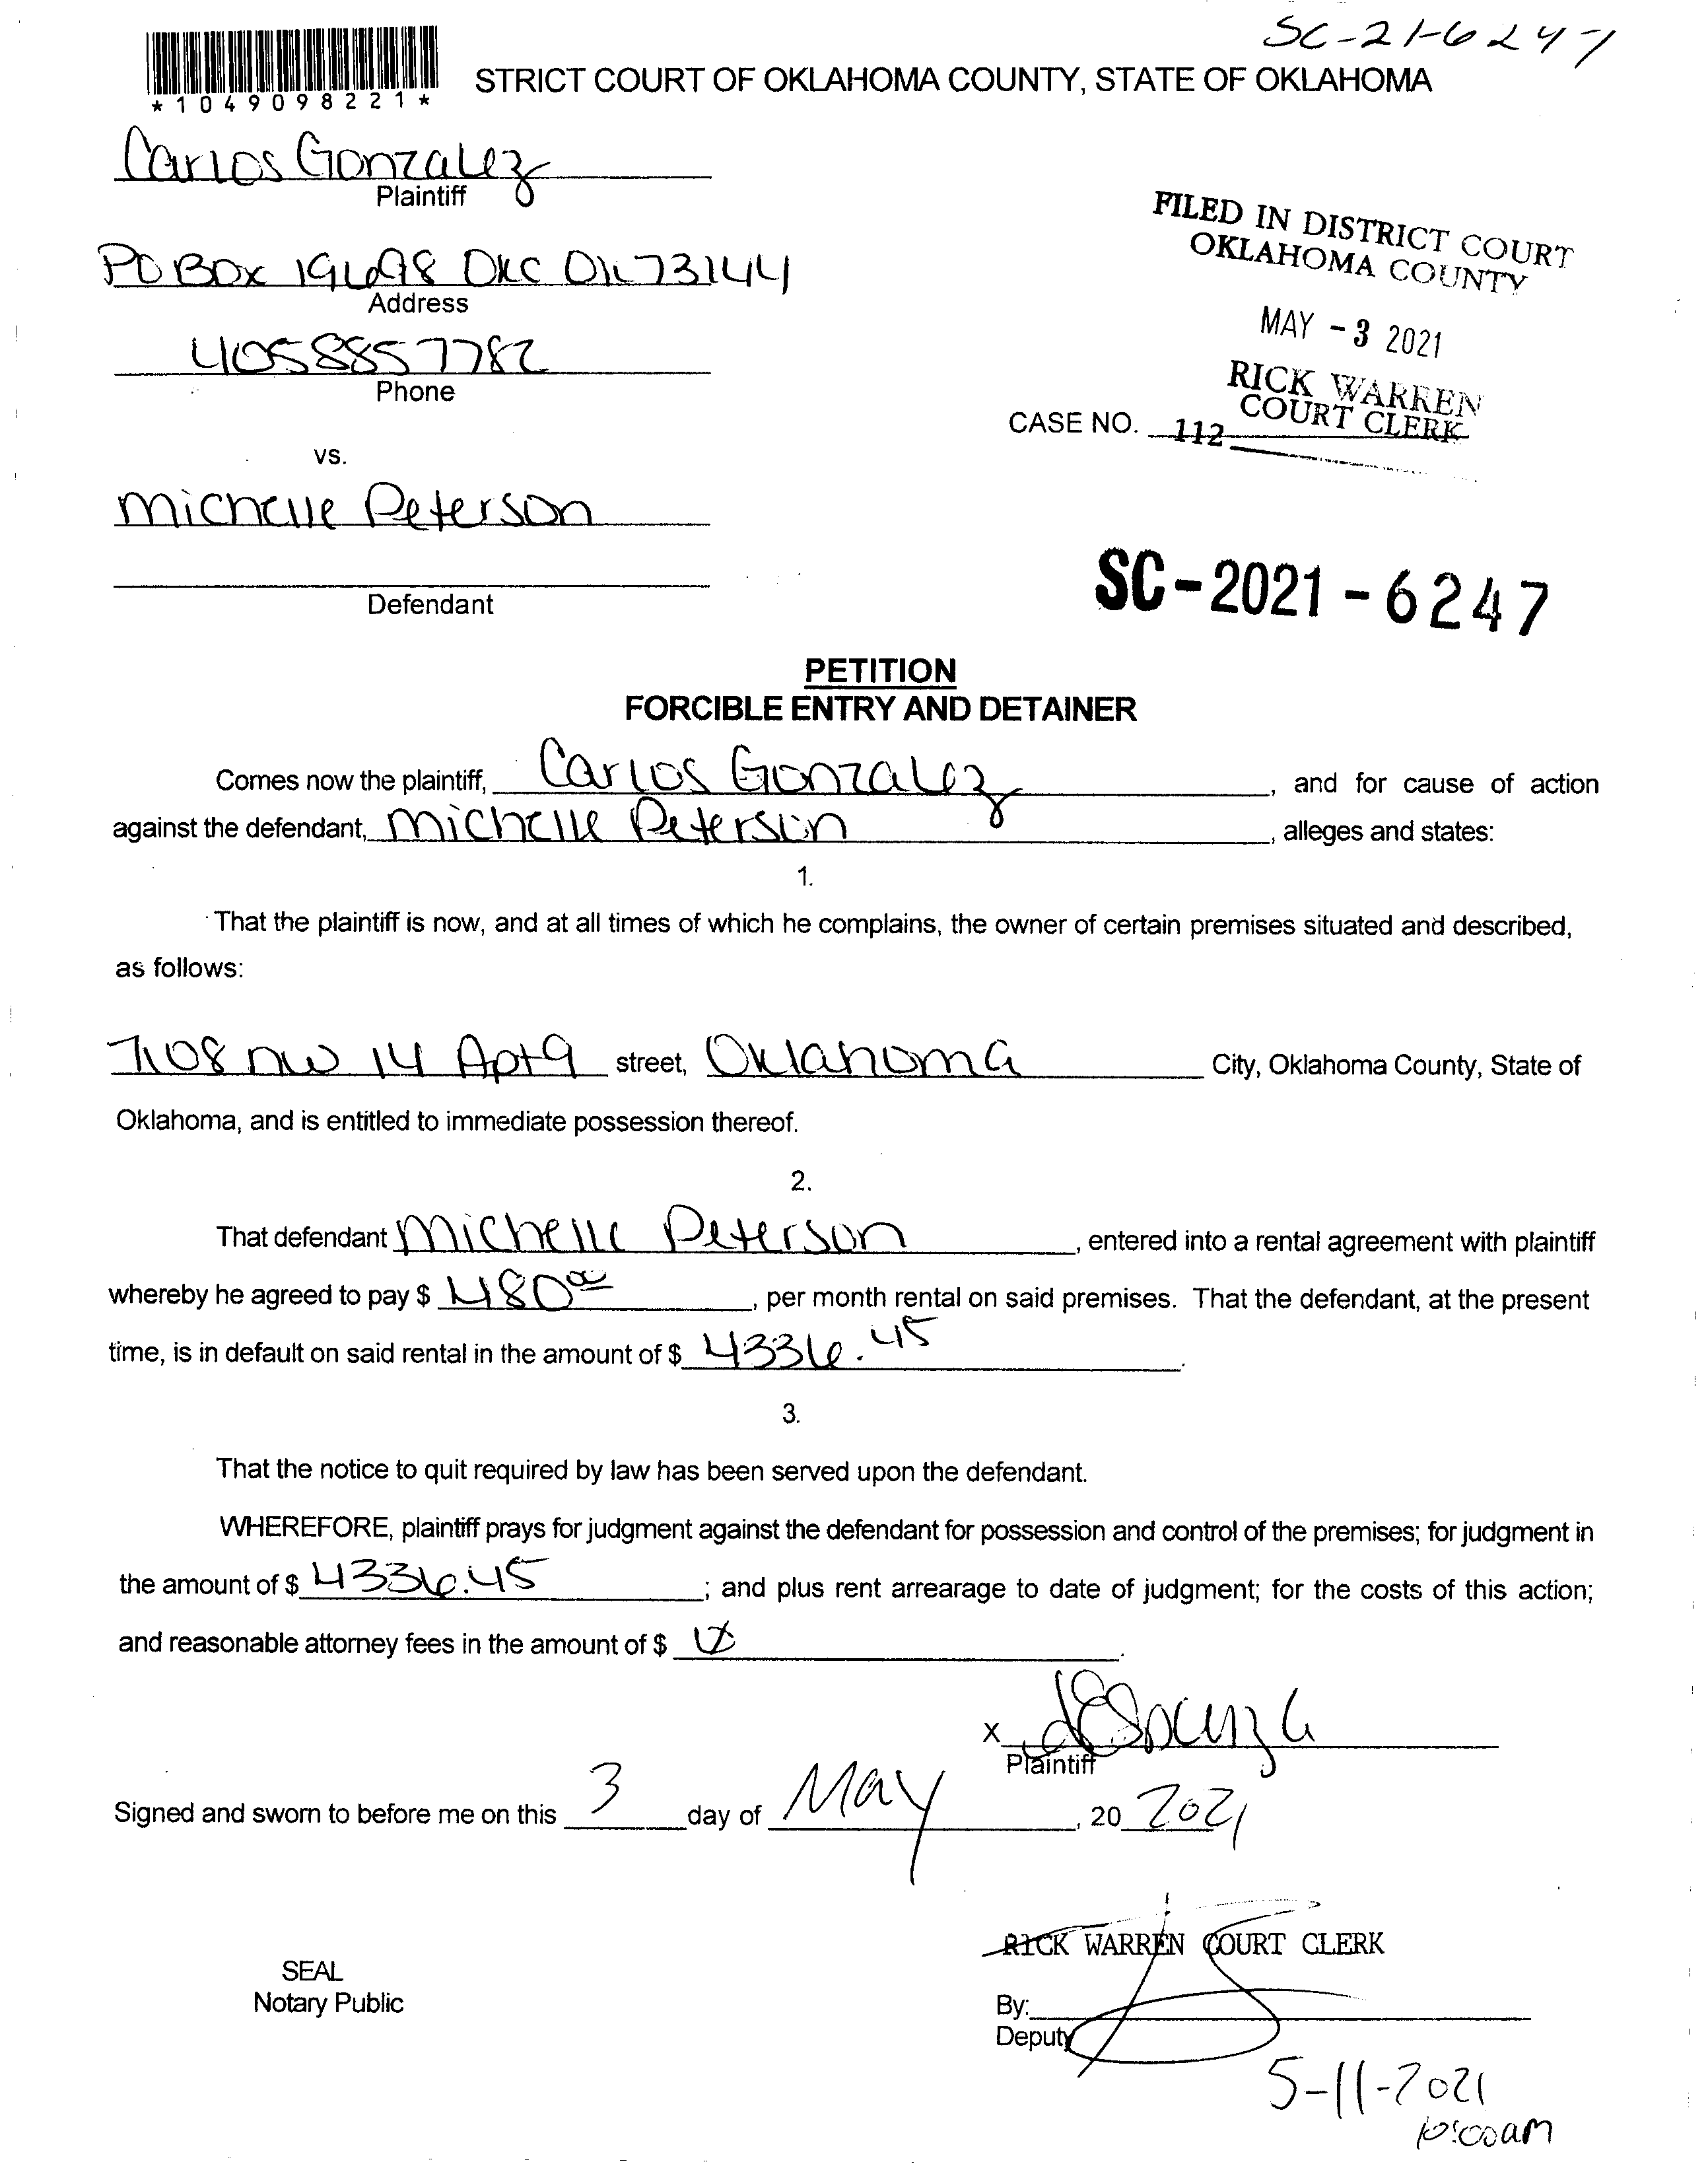 SC-21-6247
*1049098221*
STRICT COURT OF OKLAHOMA COUNTY, STATE OF OKLAHOMA
Carlos Gonzalez
Plaintiff
PO Box 19698 OKC OK 73144
Address
4058857782
Phone
FILED IN DISTRICT COURT
OKLAHOMA COUNTY
MAY - 3 2021
RICK WARREN
COURT CLERK
CASE NO. 112
vs.
Michelle Peterson
Defendant
SC-2021-6247
PETITION
FORCIBLE ENTRY AND DETAINER
Comes now the plaintiff, Carlos Gonzalez, and for cause of action
against the defendant, Michelle Peterson, alleges and states:
1.
That the plaintiff is now, and at all times of which he complains, the owner of certain premises situated and described,
as follows:
7108 NW 14 Apt 9 street, Oklahoma City, Oklahoma County, State of
Oklahoma, and is entitled to immediate possession thereof.
2.
That defendant Michelle Peterson, entered into a rental agreement with plaintiff
whereby he agreed to pay $ 480.00, per month rental on said premises. That the defendant, at the present
time, is in default on said rental in the amount of $ 4336.45.
3.
That the notice to quit required by law has been served upon the defendant.
WHEREFORE, plaintiff prays for judgment against the defendant for possession and control of the premises; for judgment in
the amount of $ 4336.45; and plus rent arrearage to date of judgment; for the costs of this action;
and reasonable attorney fees in the amount of $
X
Plaintiff
Signed and sworn to before me on this 3 day of May, 20 2021
RICK WARREN COURT CLERK
SEAL
Notary Public
By:
Deputy
5-11-2021
10:00am